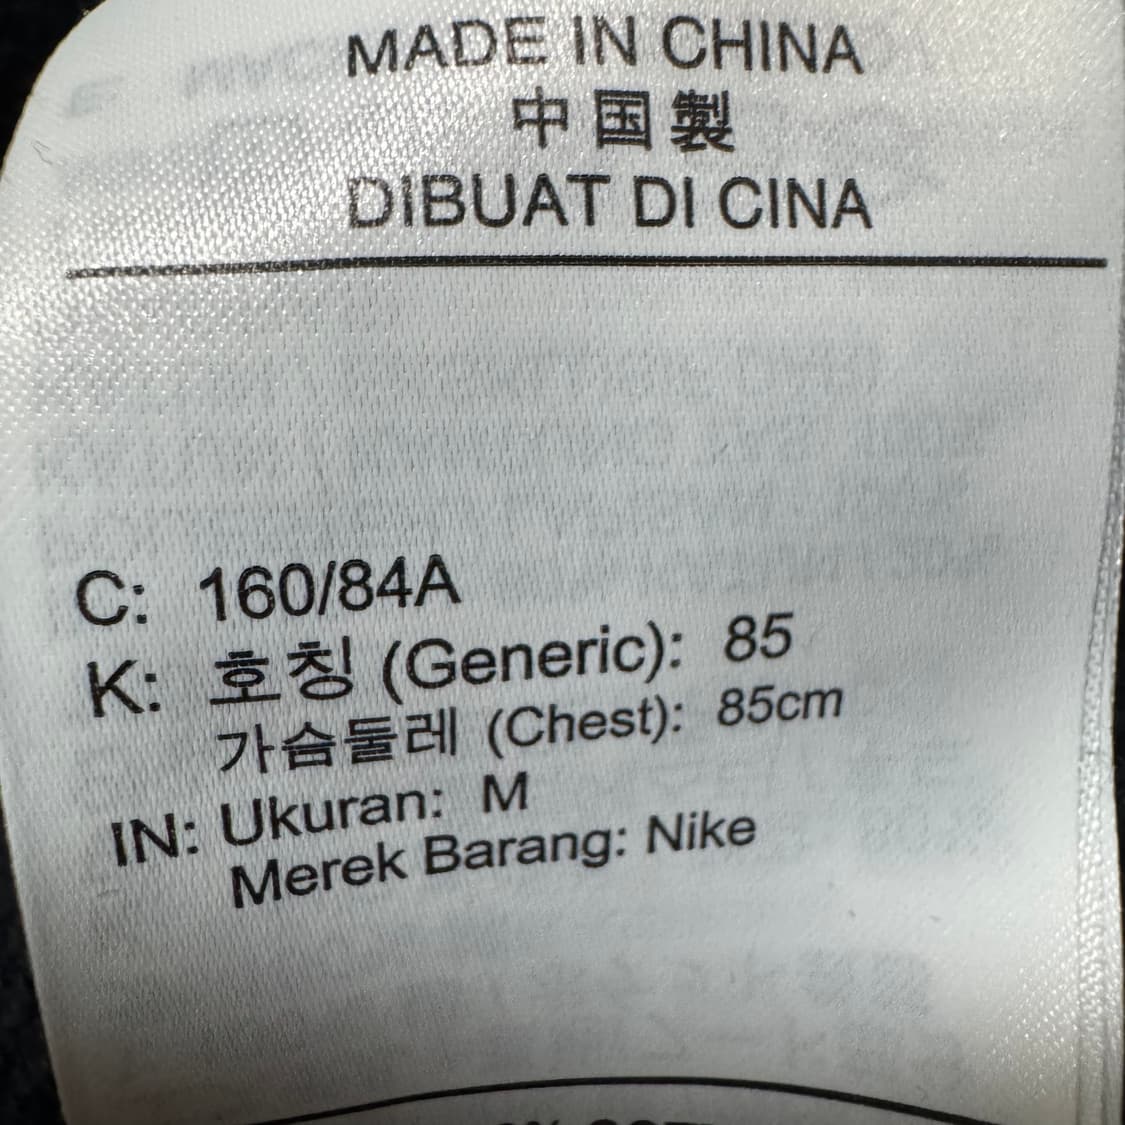 MADE IN CHINA
中国製
DIBUAT DI CINA
C: 160/84A
K: 호칭 (Generic): 85
가슴둘레 (Chest): 85cm
IN: Ukuran: M
Merek Barang: Nike